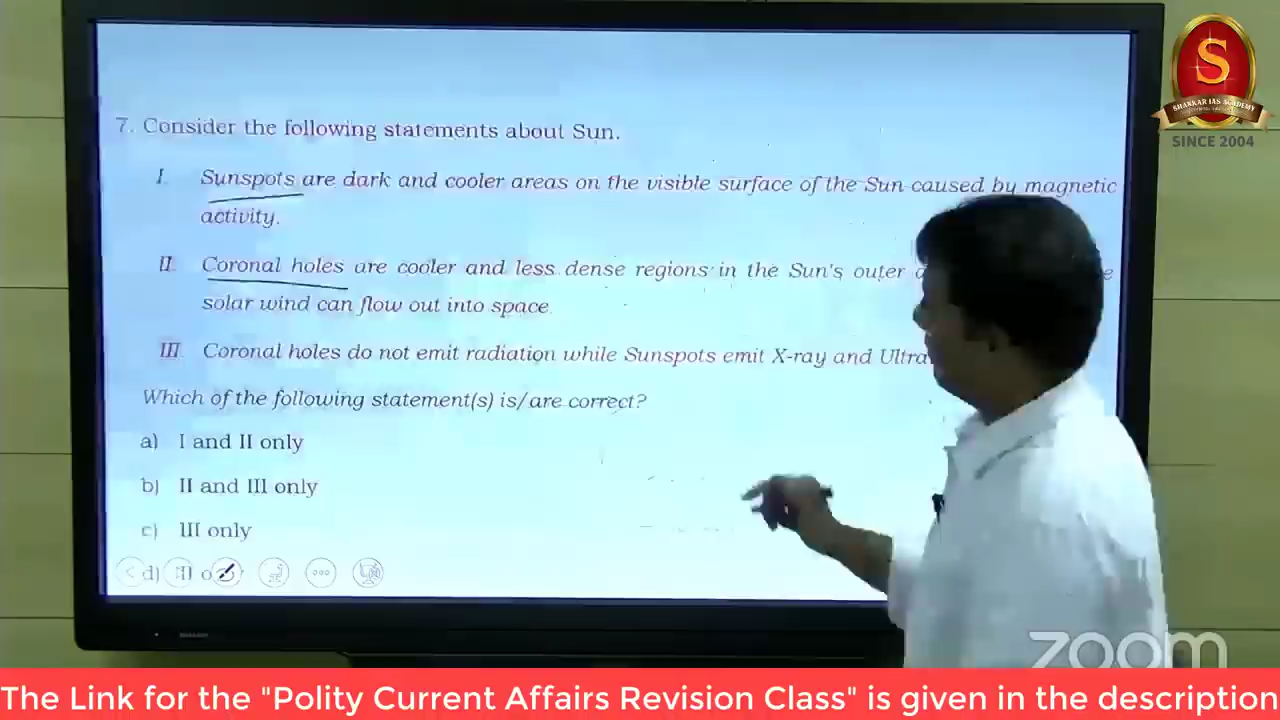 S
SHANKAR IAS ACADEMY
SINCE 2004
7. Consider the following statements about Sun.
I. Sunspots are dark and cooler areas on the visible surface of the Sun caused by magnetic
activity.
II. Coronal holes are cooler and less dense regions in the Sun's outer
solar wind can flow out into space.
III. Coronal holes do not emit radiation while Sunspots emit X-ray and
Which of the following statement(s) is/are correct?
a) I and II only
b) II and III only
c) III only
d)
zoom
The Link for the "Polity Current Affairs Revision Class" is given in the description